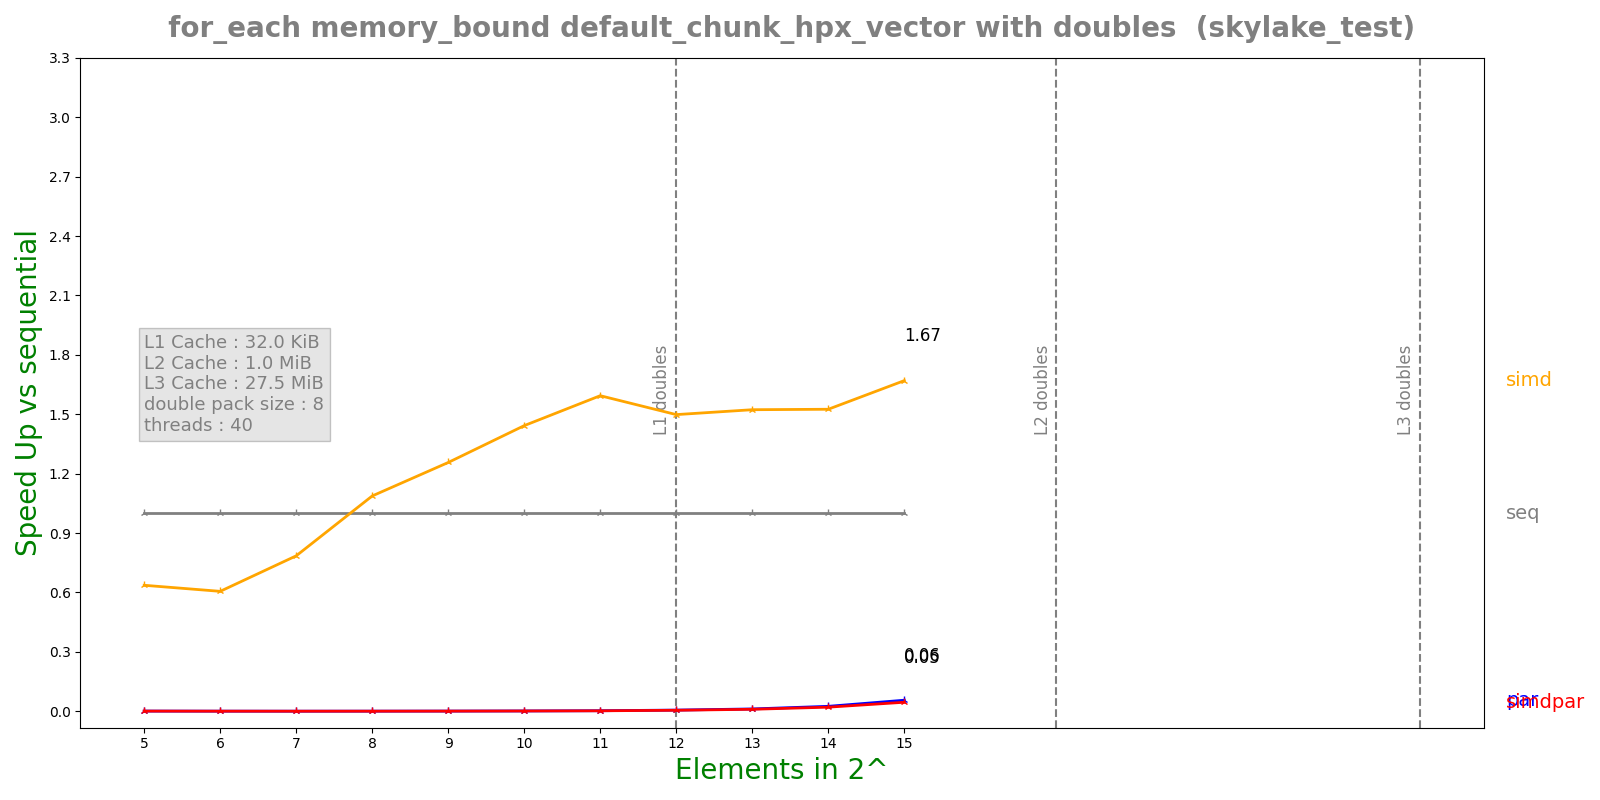 for_each memory_bound default_chunk_hpx_vector with doubles (skylake_test)
Speed Up vs sequential
3.3
3.0
2.7
2.4
2.1
1.8
1.5
1.2
0.9
0.6
0.3
0.0
L1 Cache : 32.0 KiB
L2 Cache : 1.0 MiB
L3 Cache : 27.5 MiB
double pack size : 8
threads : 40
L1 doubles
L2 doubles
L3 doubles
1.67
0.06
0.05
simd
seq
par
simdpar
5 6 7 8 9 10 11 12 13 14 15
Elements in 2^